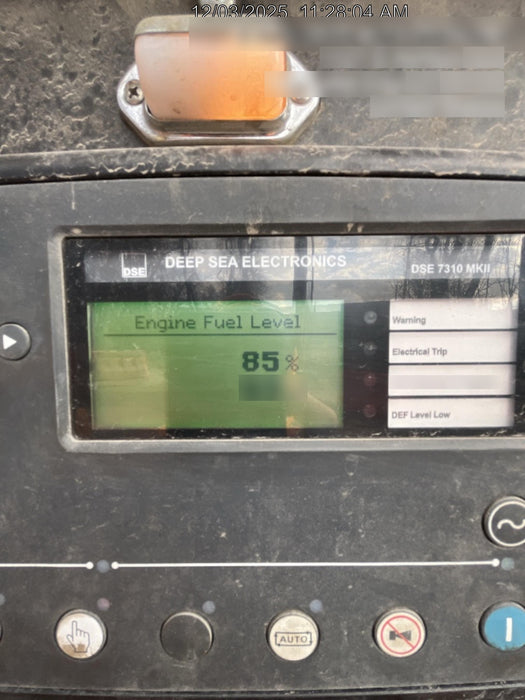 12/03/2025 11:28:04 AM
DSE
DEEP SEA ELECTRONICS
DSE 7310 MKII
Engine Fuel Level
85%
Warning
Electrical Trip
DEF Level Low
AUTO
I